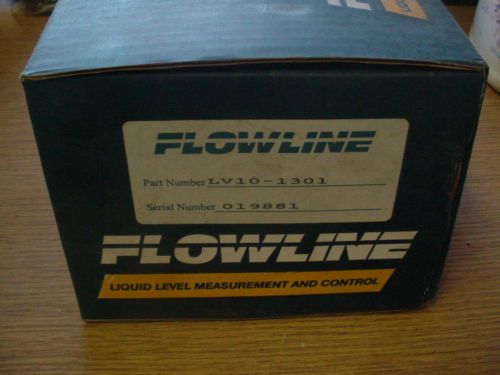 FLOWLINE
Part Number LV10-1301
Serial Number 019881
FLOWLINE
LIQUID LEVEL MEASUREMENT AND CONTROL